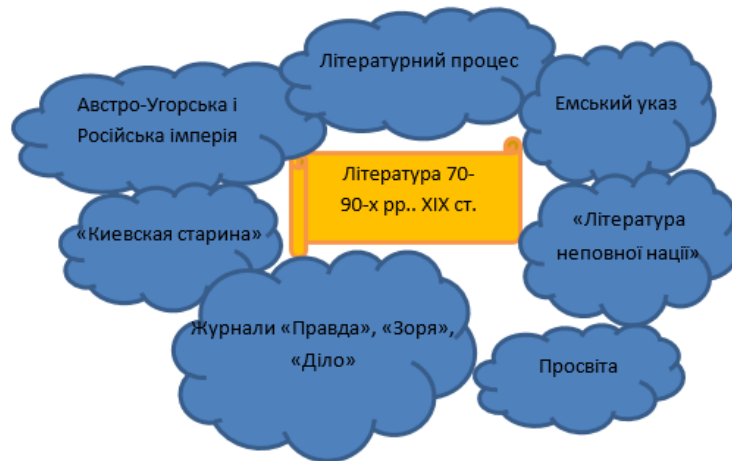 Літературний процес
Австро-Угорська і
Російська імперія
Емський указ
Література 70-
90-х рр.. XIX ст.
«Киевская старина»
«Література
неповної нації»
Журнали «Правда», «Зоря»,
«Діло»
Просвіта